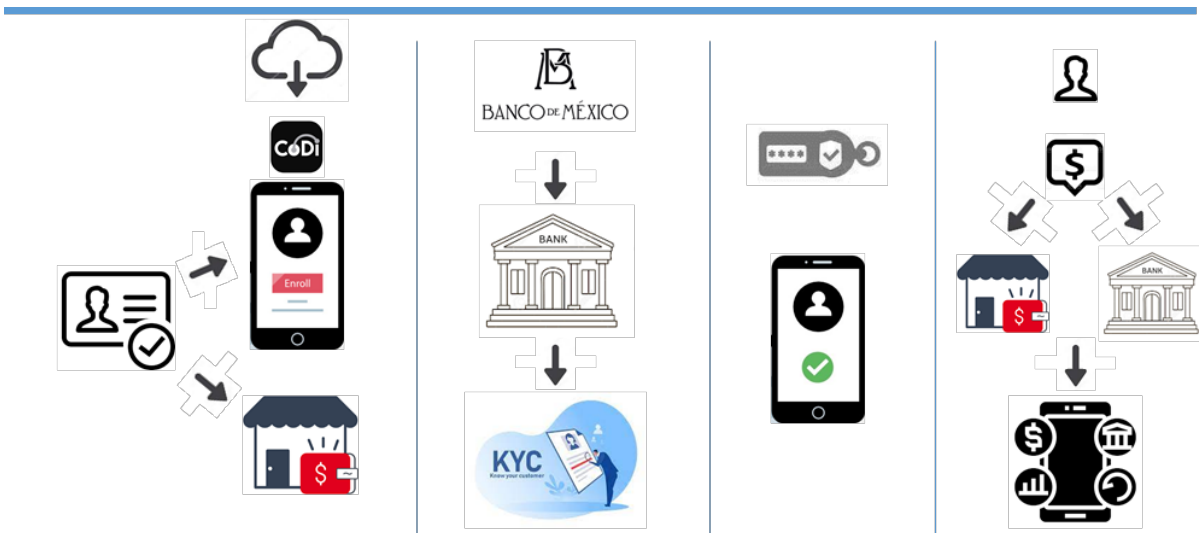 CoDi
Enroll
$
BANCO DE MÉXICO
BANK
KYC
Know your customer
****
$
$
BANK
$